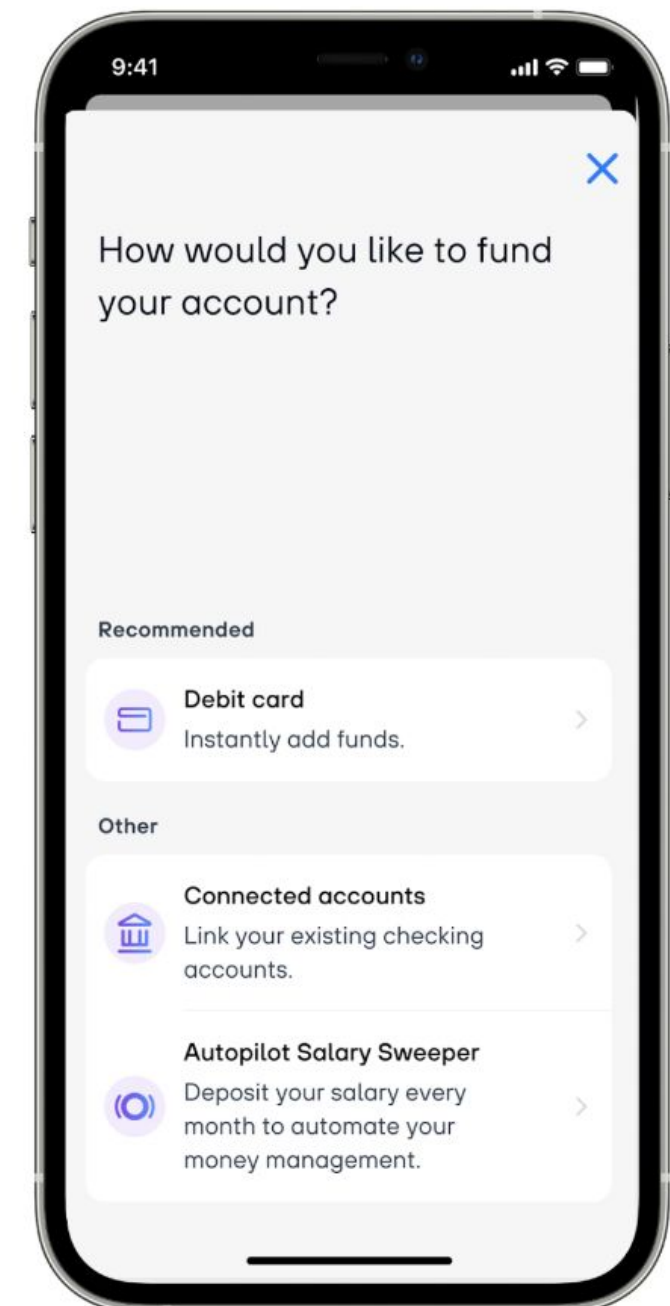 9:41
How would you like to fund
your account?
Recommended
Debit card
Instantly add funds.
Other
Connected accounts
Link your existing checking
accounts.
Autopilot Salary Sweeper
Deposit your salary every
month to automate your
money management.